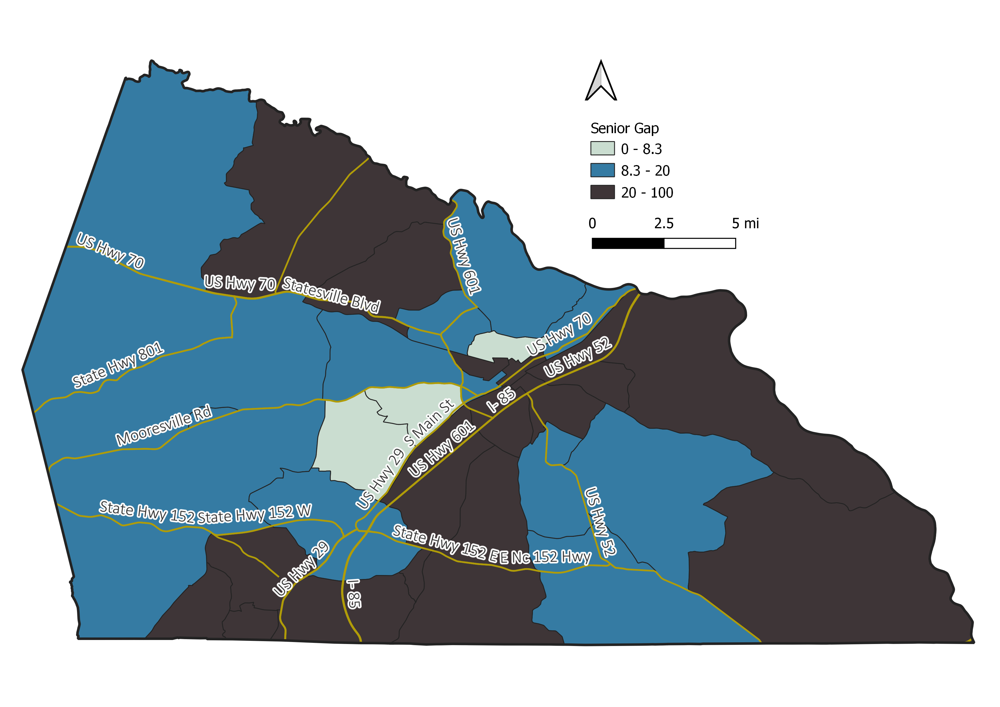 Senior Gap
0 - 8.3
8.3 - 20
20 - 100
0 2.5 5 mi
US Hwy 70
US Hwy 601
US Hwy 70
Statesville Blvd
US Hwy 70
US Hwy 52
State Hwy 801
I- 85
S Main St
Mooresville Rd
US Hwy 601
US Hwy 29
State Hwy 152
State Hwy 152 W
US Hwy 52
State Hwy 152 E
E Nc 152 Hwy
US Hwy 29
I- 85